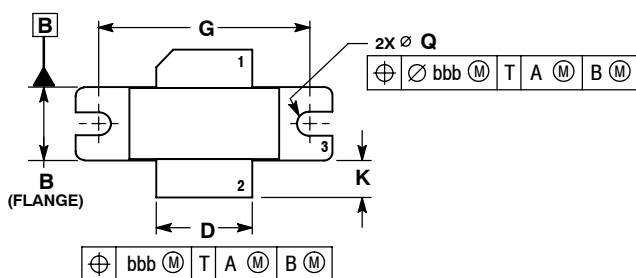 B
G
2X ⌀ Q
⌖ ⌀ bbb Ⓜ T A Ⓜ B Ⓜ
1
3
B
(FLANGE)
2
K
D
⌖ bbb Ⓜ T A Ⓜ B Ⓜ